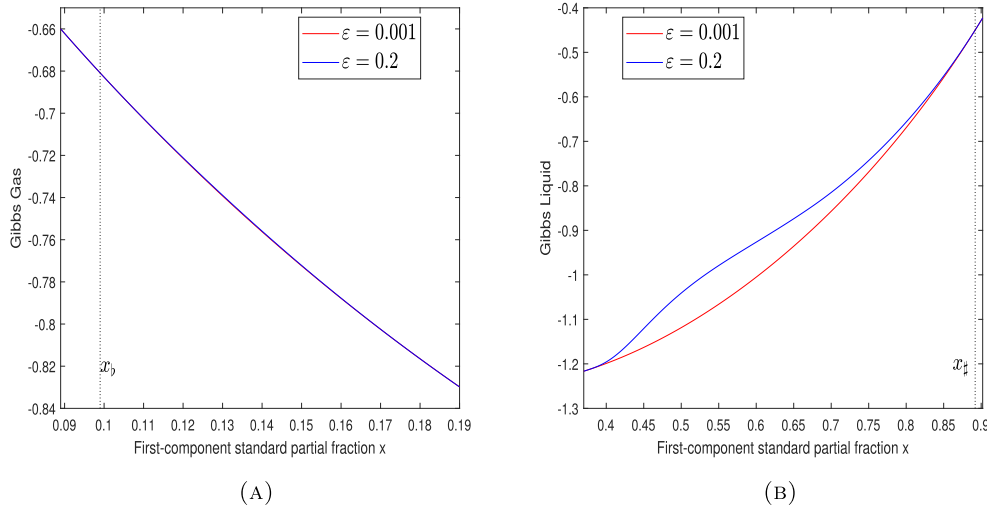 -0.66
-0.68
-0.7
-0.72
-0.74
-0.76
-0.78
-0.8
-0.82
-0.84
Gibbs Gas
ε = 0.001
ε = 0.2
x♭
0.09 0.1 0.11 0.12 0.13 0.14 0.15 0.16 0.17 0.18 0.19
First-component standard partial fraction x
(A)
-0.4
-0.5
-0.6
-0.7
-0.8
-0.9
-1
-1.1
-1.2
-1.3
Gibbs Liquid
ε = 0.001
ε = 0.2
x♯
0.4 0.45 0.5 0.55 0.6 0.65 0.7 0.75 0.8 0.85 0.9
First-component standard partial fraction x
(B)